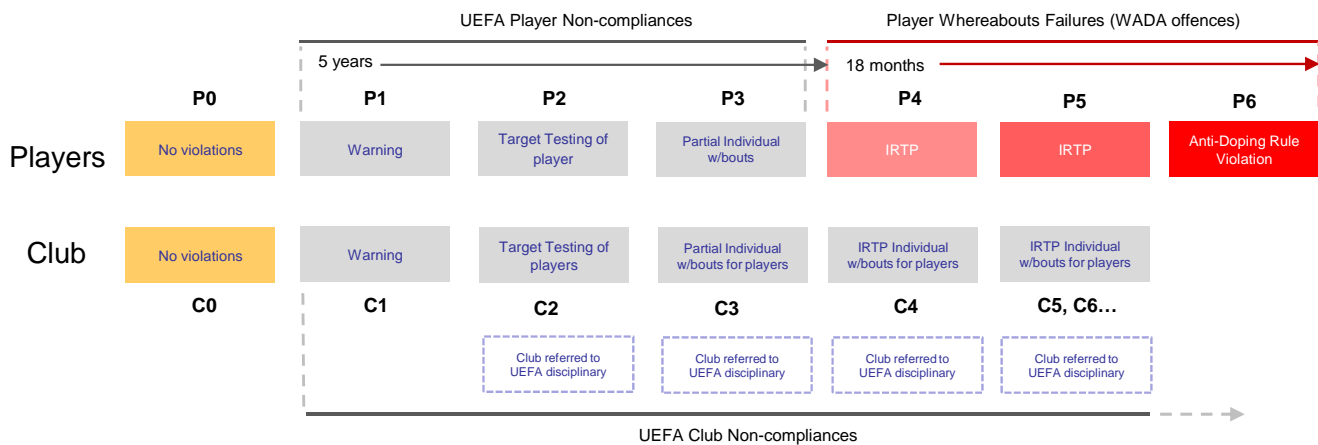 UEFA Player Non-compliances
Player Whereabouts Failures (WADA offences)
5 years
18 months
P0
P1
P2
P3
P4
P5
P6
Players
No violations
Warning
Target Testing of
player
Partial Individual
w/bouts
IRTP
IRTP
Anti-Doping Rule
Violation
Club
No violations
Warning
Target Testing of
players
Partial Individual
w/bouts for players
IRTP Individual
w/bouts for players
IRTP Individual
w/bouts for players
C0
C1
C2
C3
C4
C5, C6…
Club referred to
UEFA disciplinary
Club referred to
UEFA disciplinary
Club referred to
UEFA disciplinary
Club referred to
UEFA disciplinary
UEFA Club Non-compliances